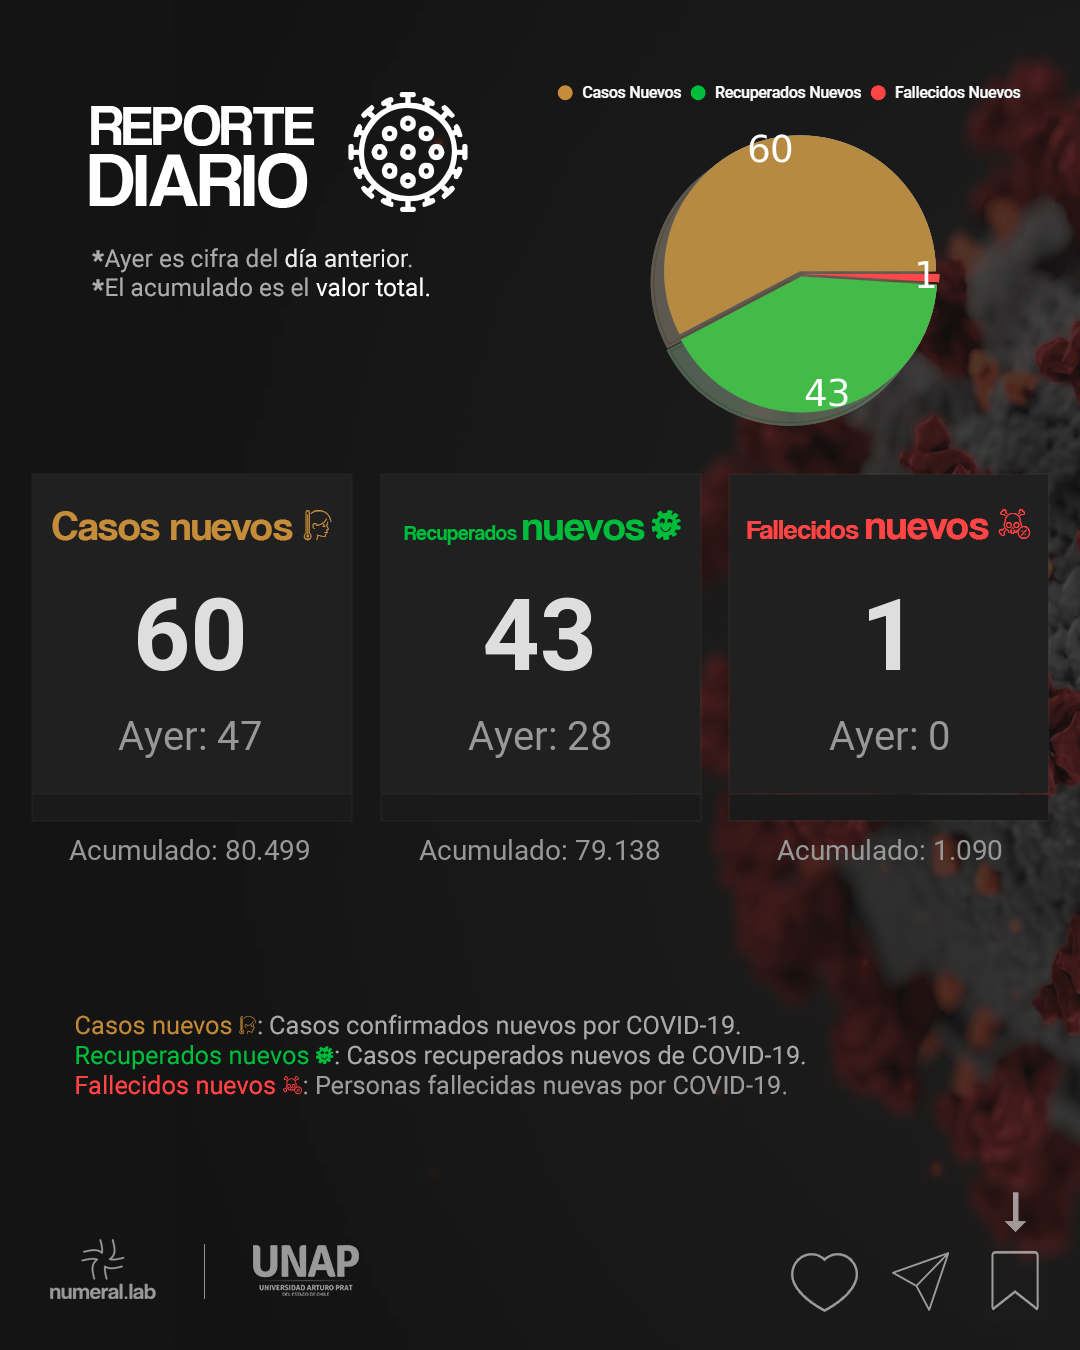 REPORTE
DIARIO
*Ayer es cifra del día anterior.
*El acumulado es el valor total.
Casos Nuevos Recuperados Nuevos Fallecidos Nuevos
60
1
43
Casos nuevos
60
Ayer: 47
Acumulado: 80.499
Recuperados nuevos
43
Ayer: 28
Acumulado: 79.138
Fallecidos nuevos
1
Ayer: 0
Acumulado: 1.090
Casos nuevos : Casos confirmados nuevos por COVID-19.
Recuperados nuevos : Casos recuperados nuevos de COVID-19.
Fallecidos nuevos : Personas fallecidas nuevas por COVID-19.
numeral.lab
UNAP
UNIVERSIDAD ARTURO PRAT
DEL ESTADO DE CHILE